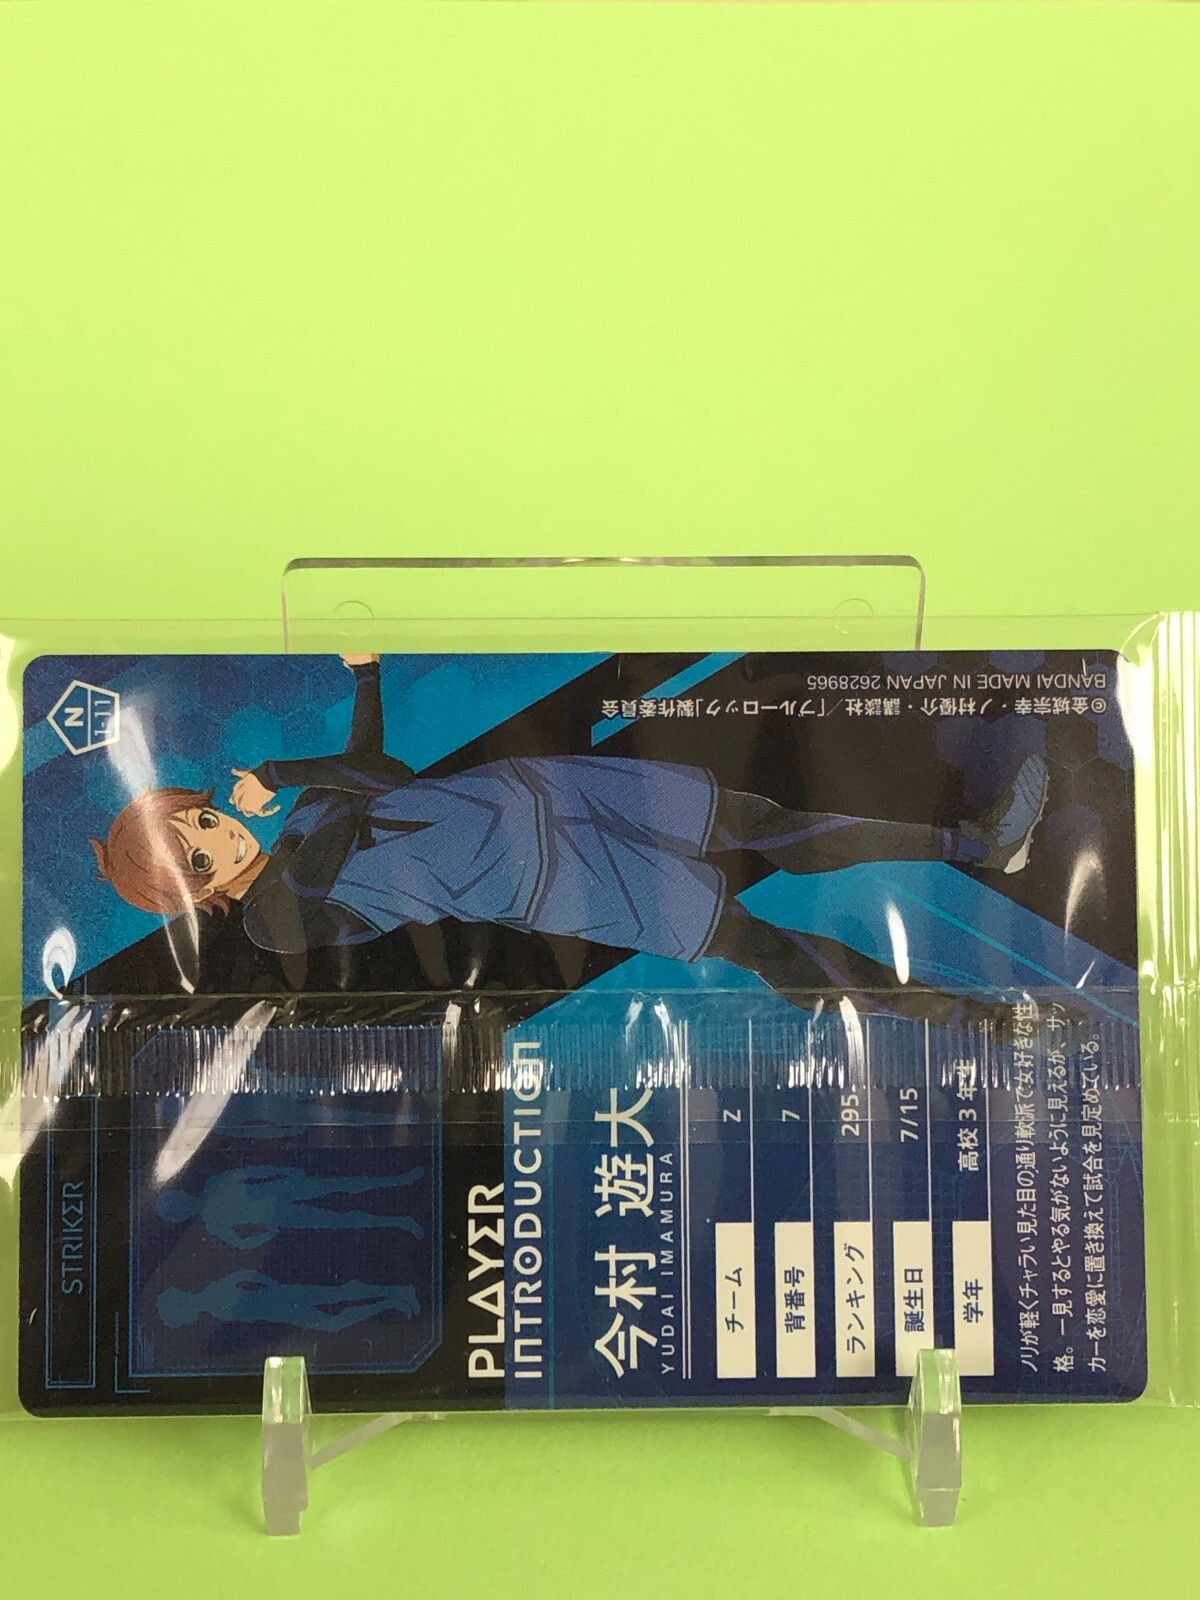 STRIKER
N
1-11
PLAYER
INTRODUCTION
今村 遊大
YUDAI IMAMURA
チーム Z
背番号 7
ランキング 295
誕生日 7/15
学年 高校3年生
ノリが軽くチャラい見た目の通り軟派で女好きな性
格。一見するとやる気がないように見えるが、サッ
カーを恋愛に置き換えて試合を見定めている。
©金城宗幸・ノ村優介・講談社／「ブルーロック」製作委員会
BANDAI MADE IN JAPAN 2628965